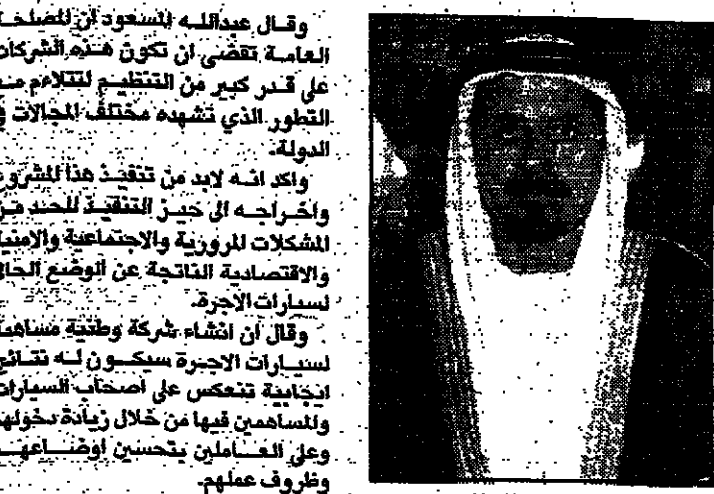 وقال عبدالله المسعود ان المصلحة
العامة تقضي ان تكون هذه الشركات
على قدر كبير من التنظيم لتتلاءم مع
التطور الذي تشهده مختلف المجالات في
الدولة.
واكد انه لابد من تنفيذ هذا المشروع
واخراجه الى حيز التنفيذ للحد من
المشكلات المرورية والاجتماعية والامنية
والاقتصادية الناتجة عن الوضع الحالي
لسيارات الاجرة.
وقال ان انشاء شركة وطنية مساهمة
لسيارات الاجرة سيكون له نتائج
ايجابية تنعكس على اصحاب السيارات
والمساهمين فيها من خلال زيادة دخولهم
وعلى العاملين بتحسين اوضاعهم
وظروف عملهم.